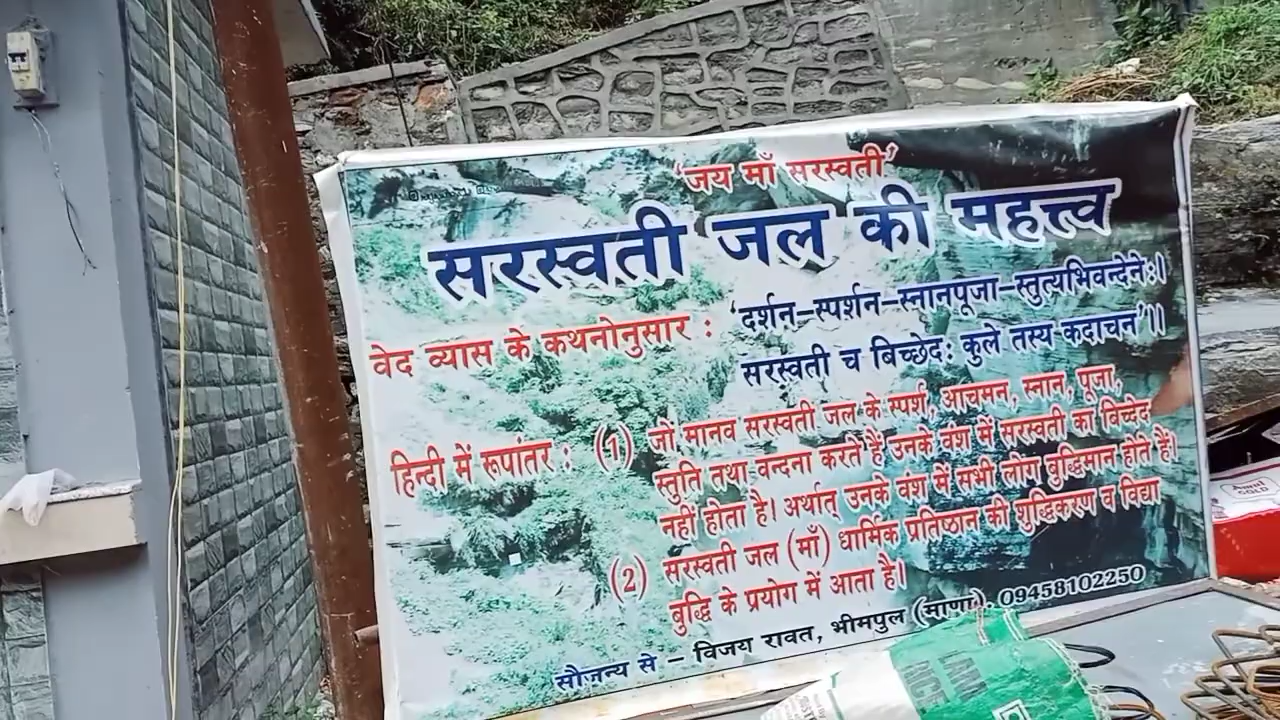 'जय माँ सरस्वती'
सरस्वती जल की महत्त्व
वेद व्यास के कथनोनुसार : 'दर्शन–स्पर्शन–स्नानपूजा–स्तुत्यभिवन्देनेः।
सरस्वती च बिच्छेदः कुले तस्य कदाचन'।।
हिन्दी में रूपांतर : (1) जों मानव सरस्वती जल के स्पर्श, आचमन, स्नान, पूजा,
स्तुति तथा वन्दना करते हैं उनके वंश में सरस्वती का विच्देद
नहीं होता है। अर्थात् उनके वंश में सभी लोग बुद्धिमान होते हैं।
(2) सरस्वती जल (माँ) धार्मिक प्रतिष्ठान की शुद्धिकरण व विद्या
बुद्धि के प्रयोग में आता है।
सौजन्य से – विजय रावत, भीमपुल (माणा). 09458102250